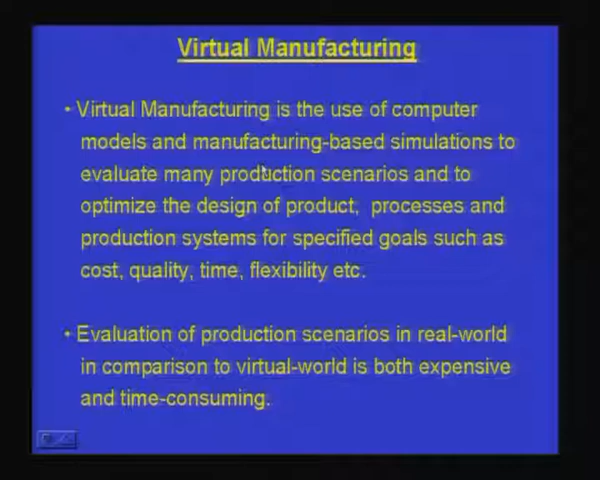 Virtual Manufacturing
• Virtual Manufacturing is the use of computer
models and manufacturing-based simulations to
evaluate many production scenarios and to
optimize the design of product, processes and
production systems for specified goals such as
cost, quality, time, flexibility etc.
• Evaluation of production scenarios in real-world
in comparison to virtual-world is both expensive
and time-consuming.